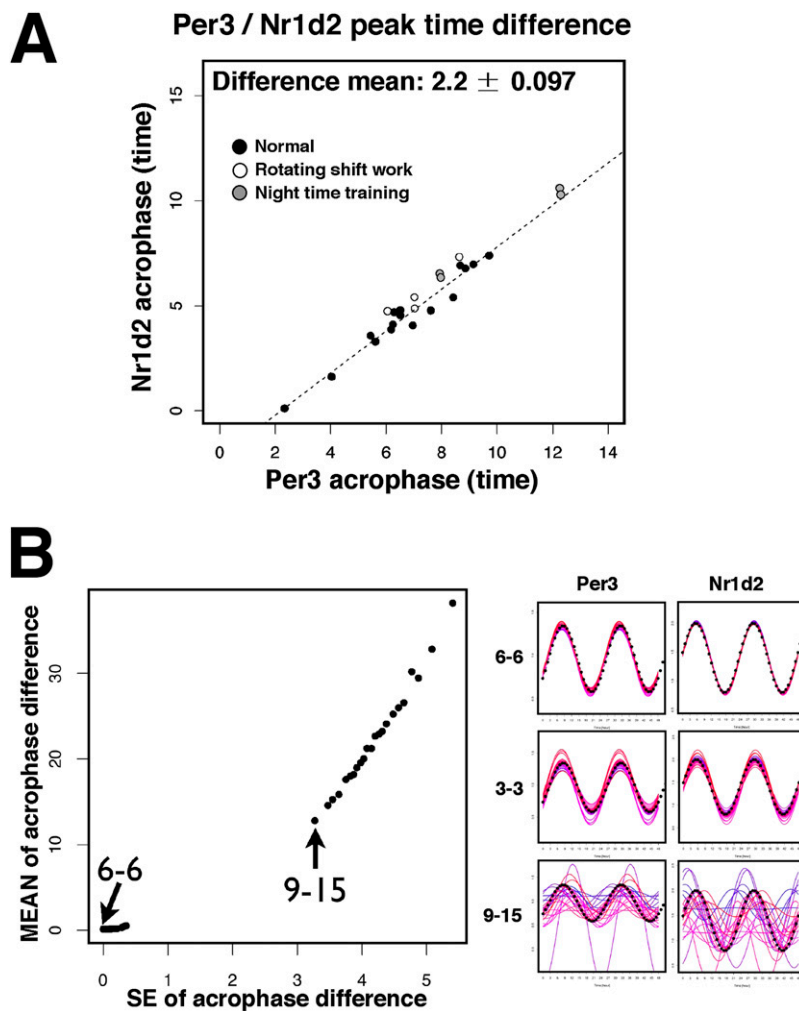 A
Per3 / Nr1d2 peak time difference
Difference mean: 2.2 ± 0.097
Normal
Rotating shift work
Night time training
Nr1d2 acrophase (time)
15
10
5
0
0 2 4 6 8 10 12 14
Per3 acrophase (time)
B
MEAN of acrophase difference
30
20
10
0
6-6
9-15
0 1 2 3 4 5
SE of acrophase difference
Per3 Nr1d2
6-6
3-3
9-15